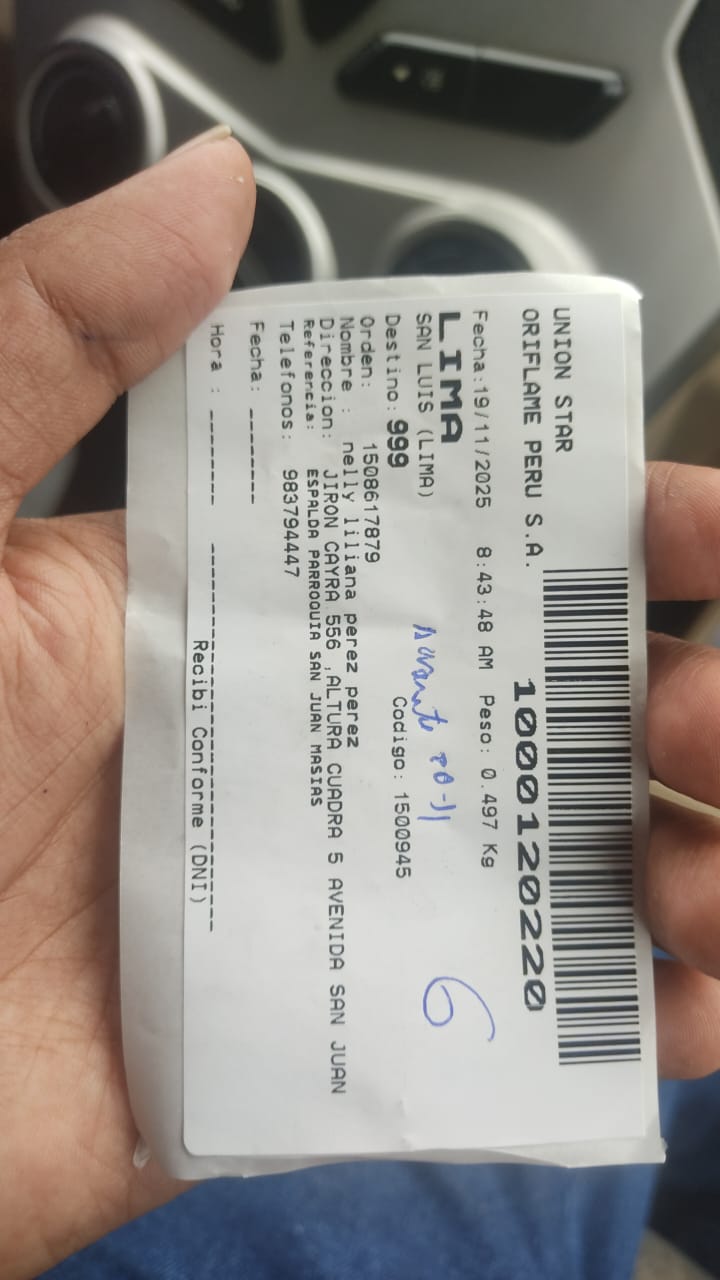 UNION STAR
ORIFLAME PERU S.A.
1000120220
Fecha:19/11/2025 8:43:48 AM Peso: 0.497 Kg
LIMA
SAN LUIS (LIMA)
20-11
6
Destino: 999
Codigo: 1500945
Orden: 1508617879
Nombre : nelly liliana perez perez
Direccion: JIRON CAYRA 556 ,ALTURA CUADRA 5 AVENIDA SAN JUAN
Referencia: ESPALDA PARROQUIA SAN JUAN MASIAS
Telefonos: 983794447
Fecha: -------
Hora : -------
Recibi Conforme (DNI)